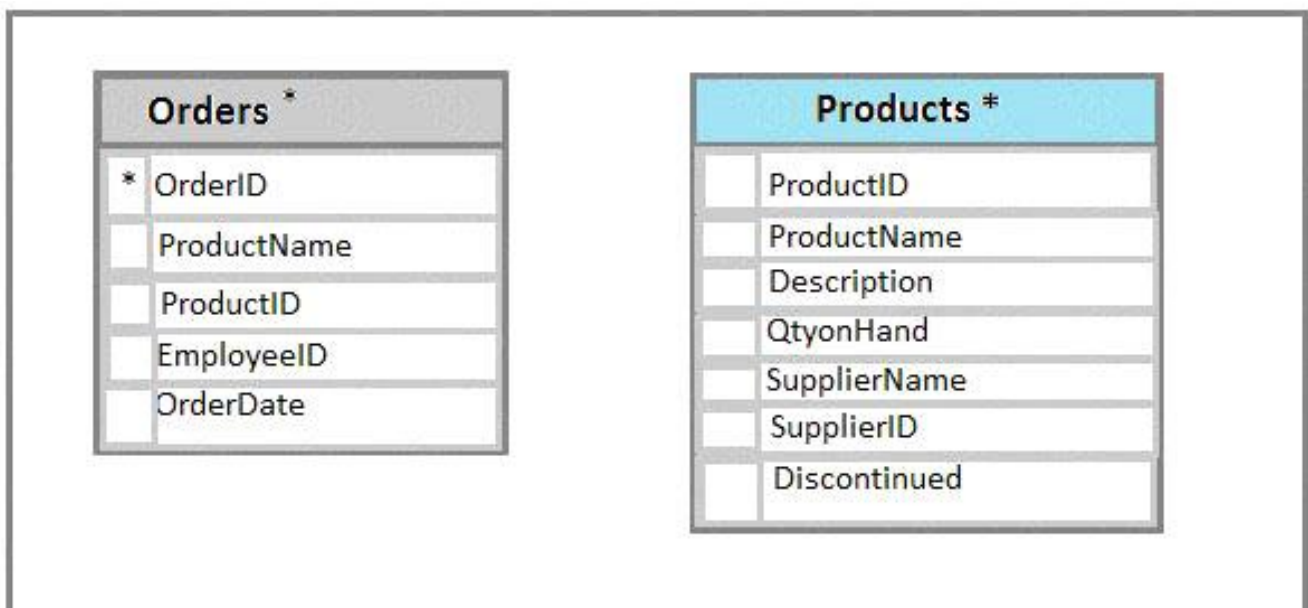 Orders *
* OrderID
ProductName
ProductID
EmployeeID
OrderDate
Products *
ProductID
ProductName
Description
QtyonHand
SupplierName
SupplierID
Discontinued